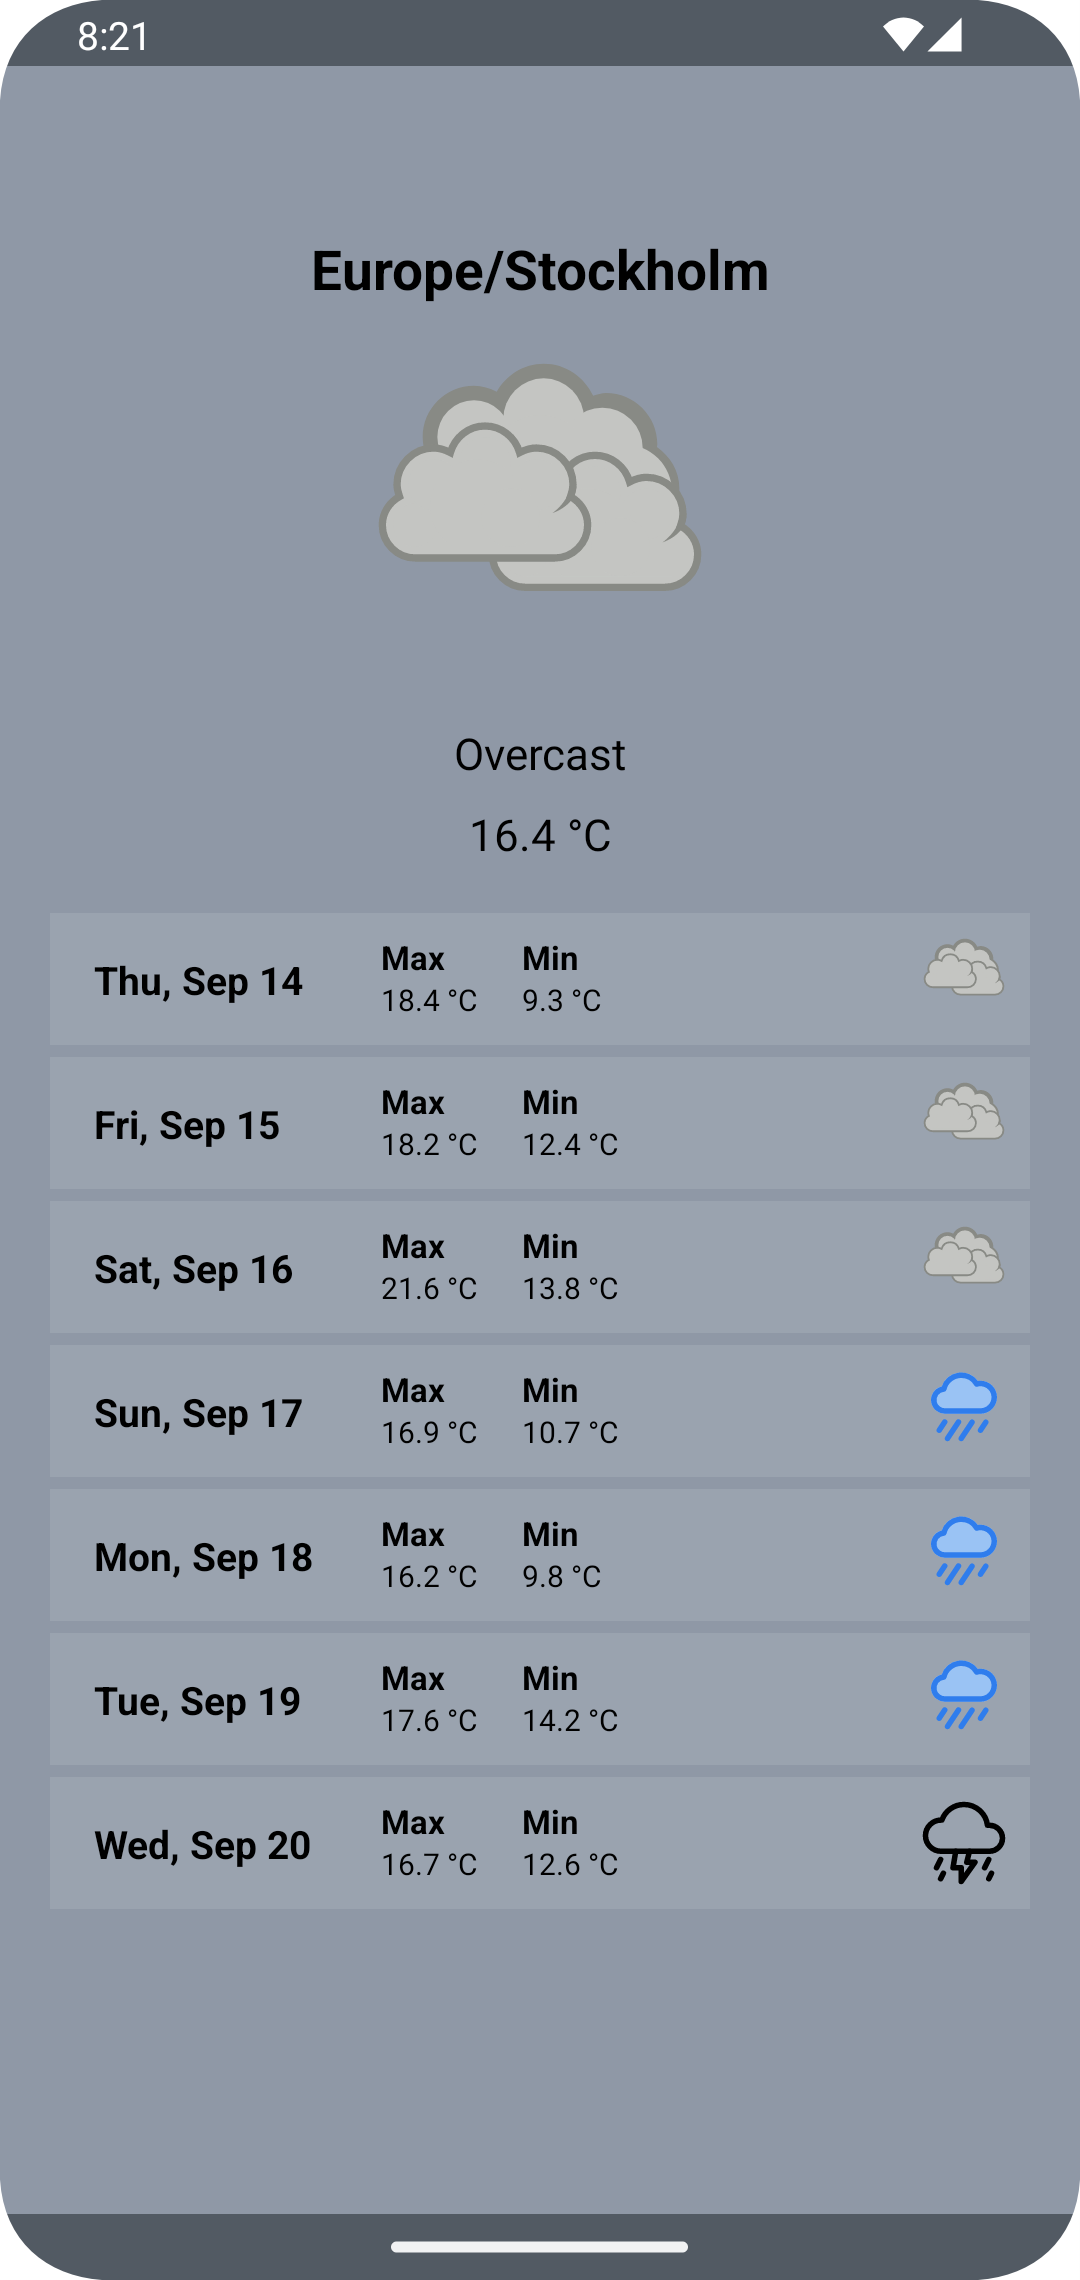 8:21
Europe/Stockholm
Overcast
16.4 °C
Thu, Sep 14
Max Min
18.4 °C 9.3 °C
Fri, Sep 15
Max Min
18.2 °C 12.4 °C
Sat, Sep 16
Max Min
21.6 °C 13.8 °C
Sun, Sep 17
Max Min
16.9 °C 10.7 °C
Mon, Sep 18
Max Min
16.2 °C 9.8 °C
Tue, Sep 19
Max Min
17.6 °C 14.2 °C
Wed, Sep 20
Max Min
16.7 °C 12.6 °C